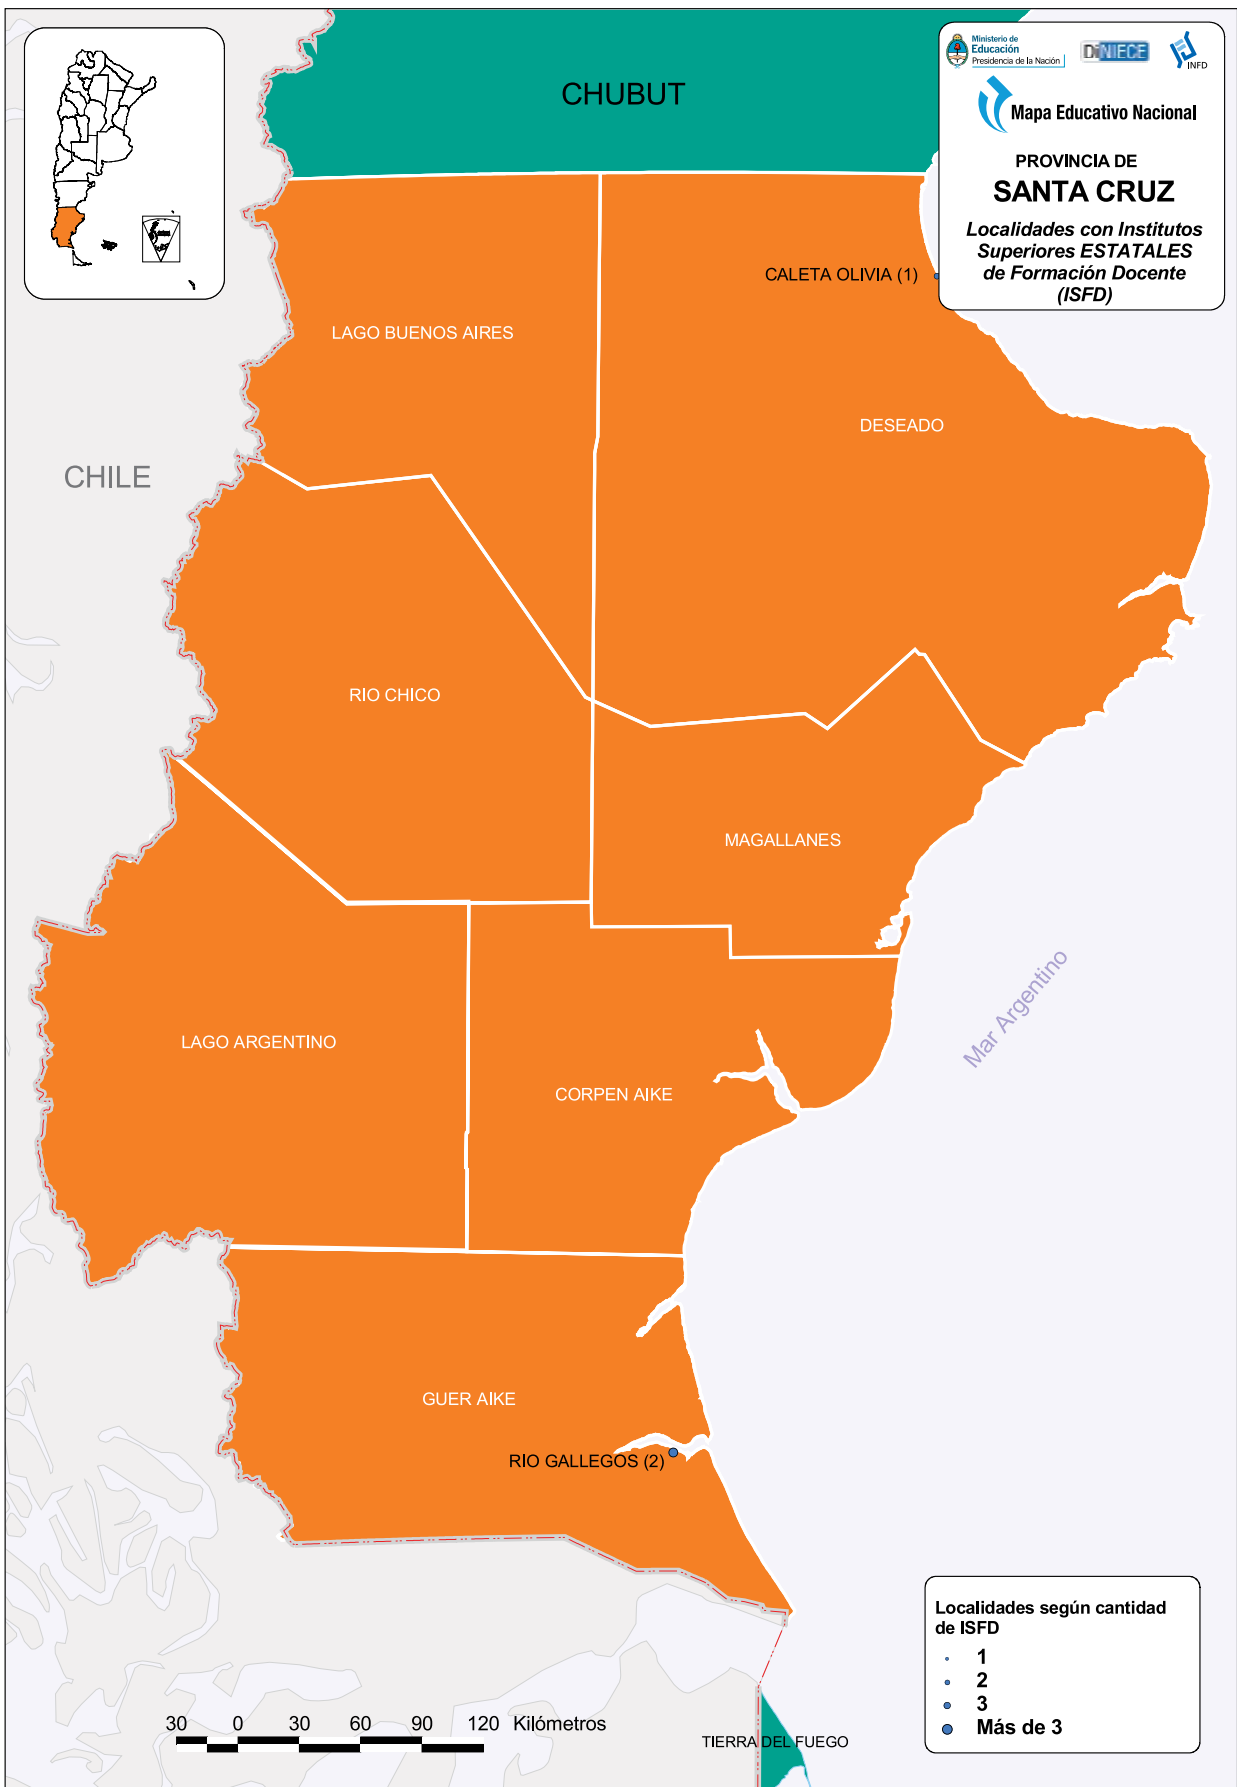 CHUBUT
Ministerio de
Educación
Presidencia de la Nación
DiNIECE
INFD
Mapa Educativo Nacional
PROVINCIA DE
SANTA CRUZ
Localidades con Institutos
Superiores ESTATALES
de Formación Docente
(ISFD)
CALETA OLIVIA (1)
LAGO BUENOS AIRES
DESEADO
CHILE
RIO CHICO
MAGALLANES
Mar Argentino
LAGO ARGENTINO
CORPEN AIKE
GUER AIKE
RIO GALLEGOS (2)
Localidades según cantidad
de ISFD
1
2
3
Más de 3
30 0 30 60 90 120 Kilómetros
TIERRA DEL FUEGO